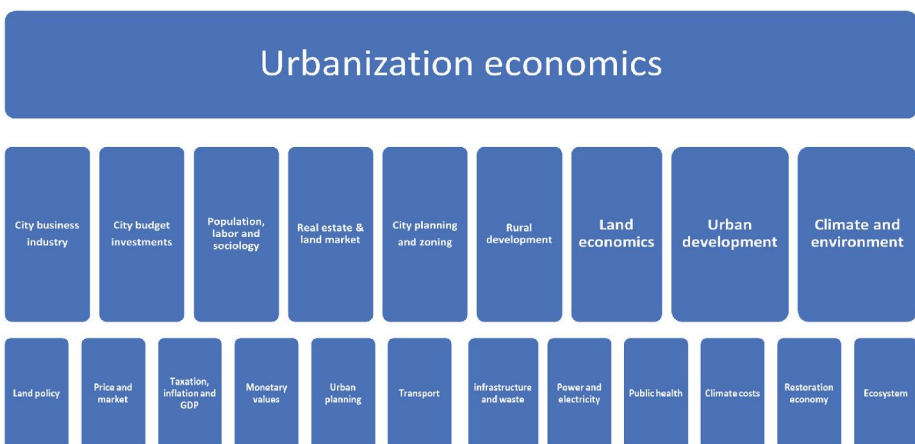 Urbanization economics
City business
industry
City budget
investments
Population,
labor and
sociology
Real estate &
land market
City planning
and zoning
Rural
development
Land
economics
Urban
development
Climate and
environment
Land policy
Price and
market
Taxation,
inflation and
GDP
Monetary
values
Urban
planning
Transport
infrastructure
and waste
Power and
electricity
Public health
Climate costs
Restoration
economy
Ecosystem